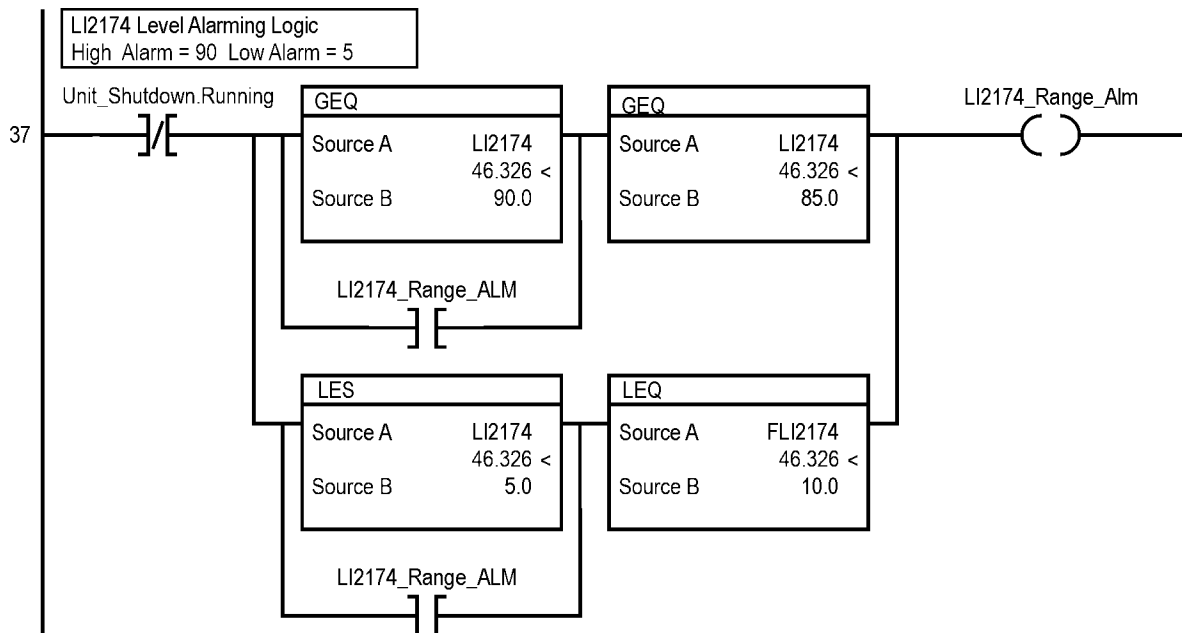 LI2174 Level Alarming Logic
High Alarm = 90 Low Alarm = 5
Unit_Shutdown.Running
LI2174_Range_Alm
37
GEQ
Source A LI2174
46.326 <
Source B 90.0
GEQ
Source A LI2174
46.326 <
Source B 85.0
LI2174_Range_ALM
LES
Source A LI2174
46.326 <
Source B 5.0
LEQ
Source A FLI2174
46.326 <
Source B 10.0
LI2174_Range_ALM